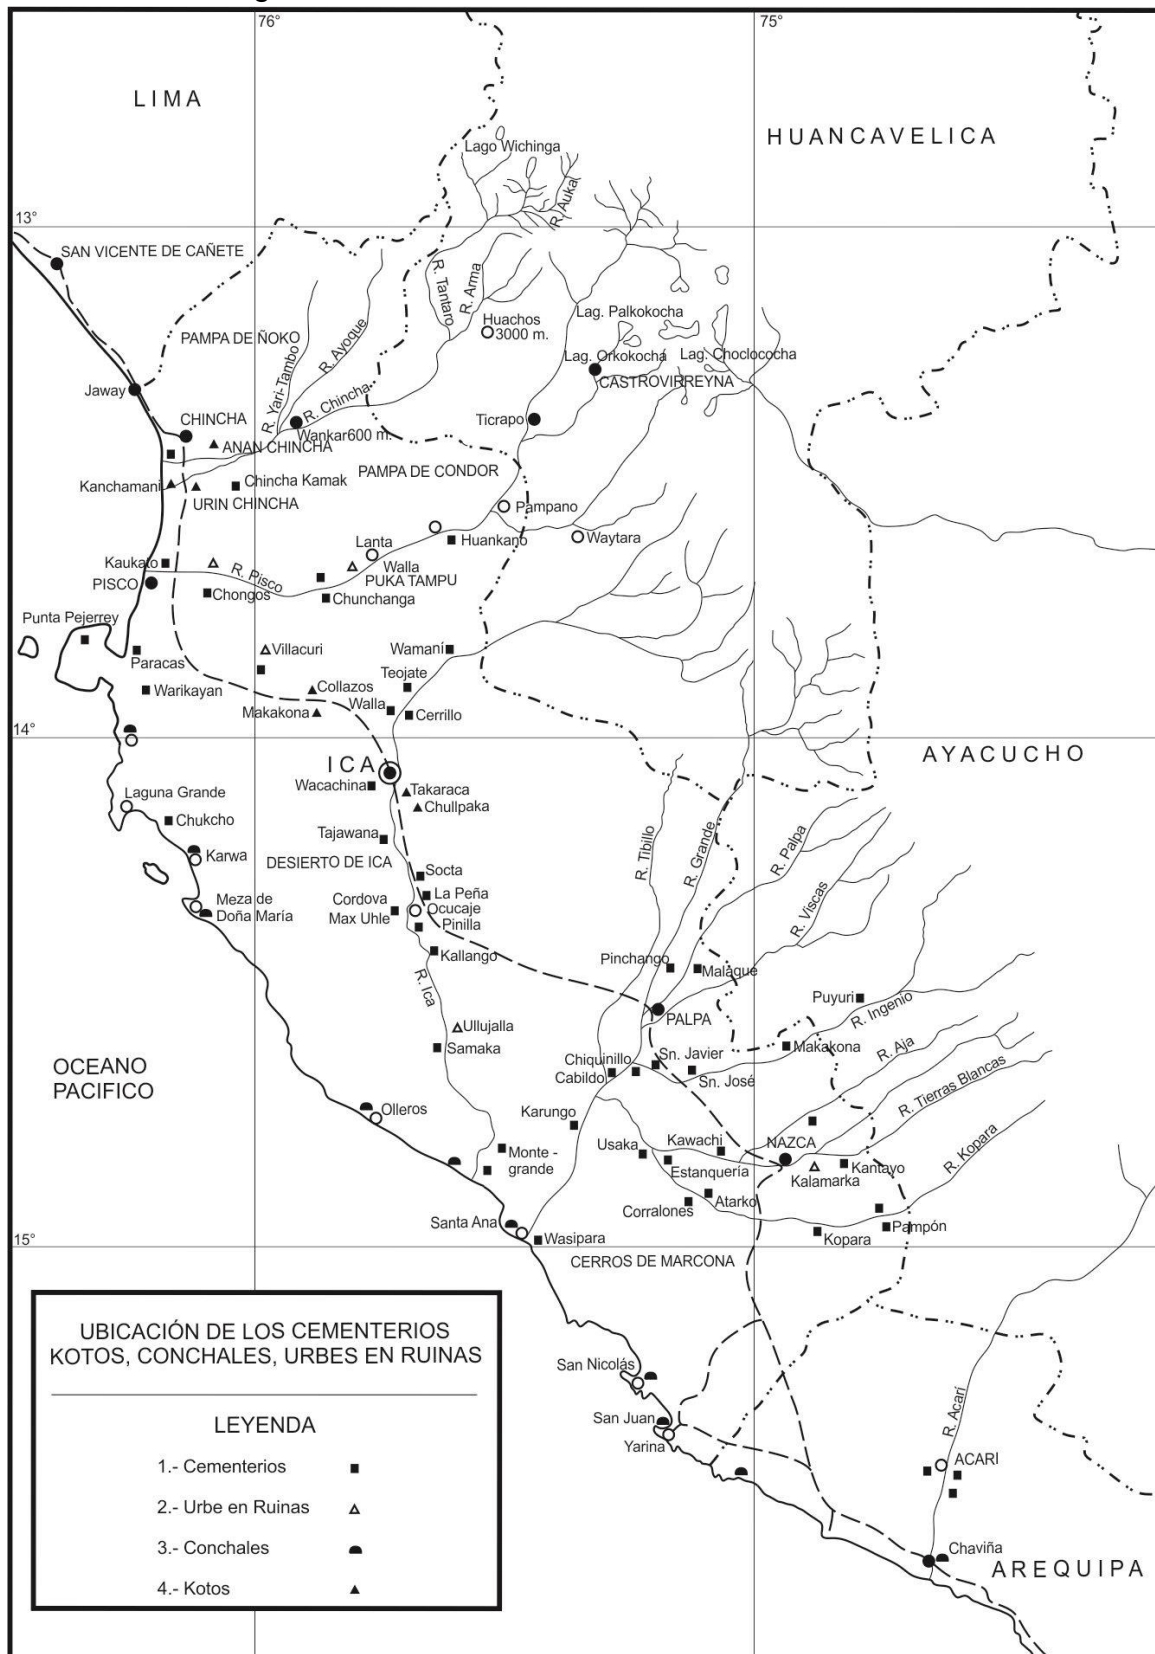 76°
75°
LIMA
HUANCAVELICA
Lago Wichinga
R. Auka
13°
SAN VICENTE DE CAÑETE
R. Tantaro
R. Arma
Huachos
3000 m.
Lag. Palkokocha
PAMPA DE ÑOKO
R. Yari-Tambo
R. Ayoque
Lag. Orkokocha
Lag. Choclococha
CASTROVIRREYNA
Jaway
R. Chincha
CHINCHA
Ticrapo
Wankar600 m.
ANAN CHINCHA
PAMPA DE CONDOR
Kanchamani
Chincha Kamak
URIN CHINCHA
Pampano
Lanta
Huankano
Waytara
Kaukato
Walla
R. Pisco
PISCO
PUKA TAMPU
Chongos
Chunchanga
Punta Pejerrey
Villacuri
Wamaní
Paracas
Teojate
Warikayan
Collazos
Walla
Makakona
Cerrillo
14°
AYACUCHO
ICA
Wacachina
Takaraca
Laguna Grande
Chullpaka
Chukcho
Tajawana
R. Tibillo
R. Grande
R. Palpa
Karwa
DESIERTO DE ICA
Socta
Meza de
Doña María
Cordova
La Peña
Max Uhle
Ocucaje
Pinilla
R. Viscas
Kallango
Pinchango
Malaque
R. Ica
Puyuri
R. Ingenio
PALPA
Ullujalla
Samaka
Makakona
R. Aja
OCEANO
PACIFICO
Chiquinillo
Sn. Javier
Cabildo
Sn. José
R. Tierras Blancas
Olleros
Karungo
R. Kopara
Monte -
grande
Usaka
Kawachi
NAZCA
Estanquería
Kantayo
Kalamarka
Corralones
Atarko
Santa Ana
Wasipara
Kopara
Pampón
15°
CERROS DE MARCONA
UBICACIÓN DE LOS CEMENTERIOS
KOTOS, CONCHALES, URBES EN RUINAS
LEYENDA
1.- Cementerios
2.- Urbe en Ruinas
3.- Conchales
4.- Kotos
San Nicolás
San Juan
Yarina
R. Acarí
ACARI
Chaviña
AREQUIPA